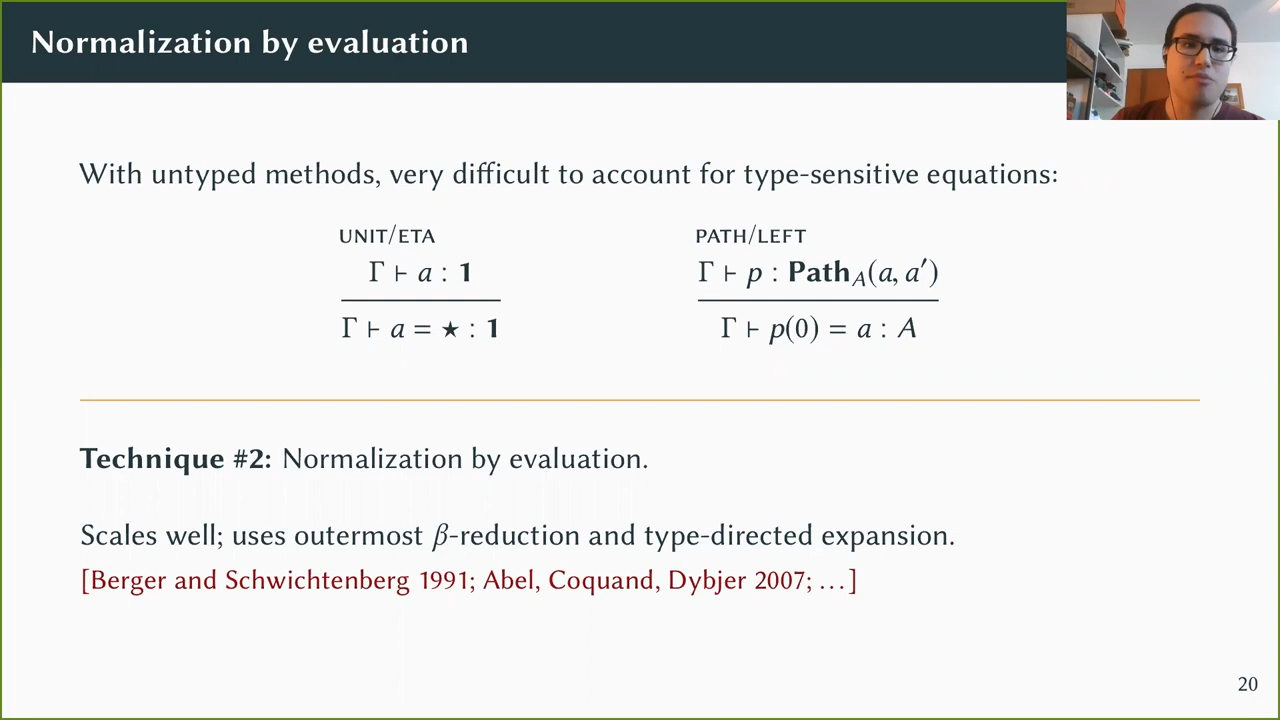 Normalization by evaluation
With untyped methods, very difficult to account for type-sensitive equations:
UNIT/ETA
Γ ⊢ a : 𝟏
Γ ⊢ a = ★ : 𝟏
PATH/LEFT
Γ ⊢ p : Path_A(a, a′)
Γ ⊢ p(0) = a : A
Technique #2: Normalization by evaluation.
Scales well; uses outermost β-reduction and type-directed expansion.
[Berger and Schwichtenberg 1991; Abel, Coquand, Dybjer 2007; …]
20